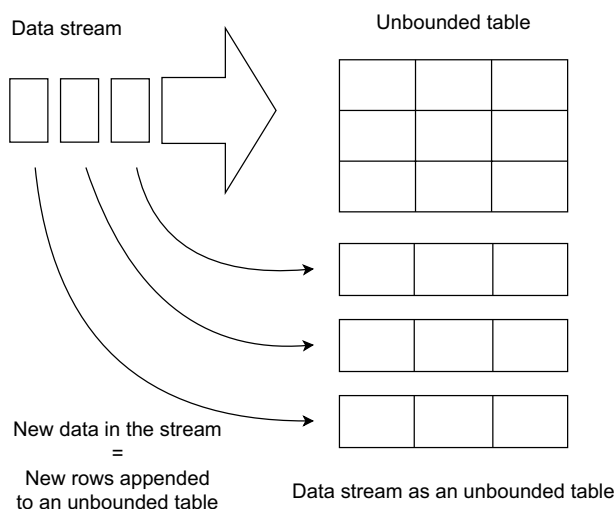 Data stream
Unbounded table
New data in the stream
=
New rows appended
to an unbounded table
Data stream as an unbounded table